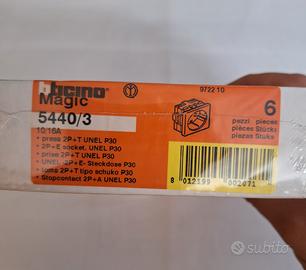 bticino
Magic
972210
5440/3
6
10/16A
pezzi pieces
pièces Stücks
piezas Stuks
• presa 2P+T UNEL P30
• 2P+E socket, UNEL P30
• prise 2P+T UNEL P30
• UNEL /2P+E- Steckdose P30
• toma 2P+T tipo schuko P30
• Stopcontact 2P+A UNEL P30
8 012199 002071
subito